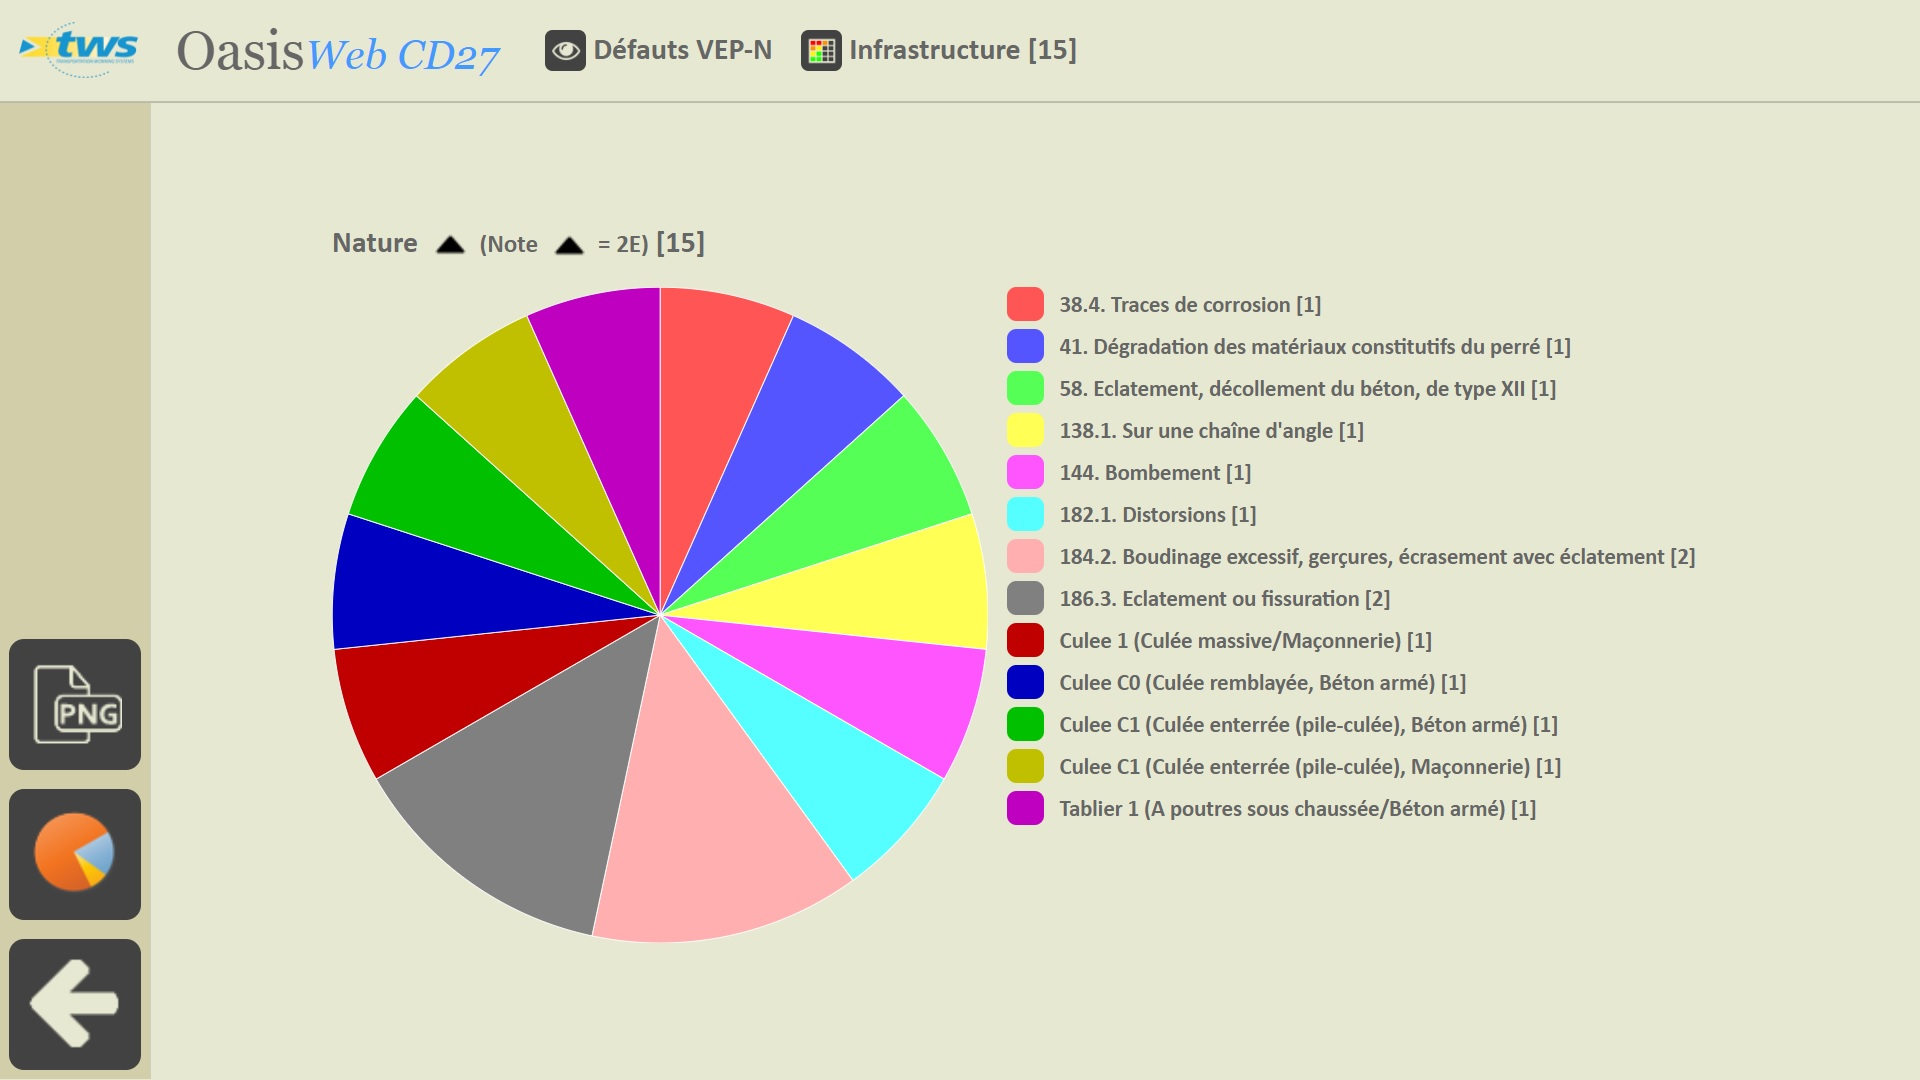 tws
TRANSPORTATION WORKING SYSTEMS
OasisWeb CD27
Défauts VEP-N
Infrastructure [15]
Nature ▲ (Note ▲ = 2E) [15]
38.4. Traces de corrosion [1]
41. Dégradation des matériaux constitutifs du perré [1]
58. Eclatement, décollement du béton, de type XII [1]
138.1. Sur une chaîne d'angle [1]
144. Bombement [1]
182.1. Distorsions [1]
184.2. Boudinage excessif, gerçures, écrasement avec éclatement [2]
186.3. Eclatement ou fissuration [2]
Culee 1 (Culée massive/Maçonnerie) [1]
Culee C0 (Culée remblayée, Béton armé) [1]
Culee C1 (Culée enterrée (pile-culée), Béton armé) [1]
Culee C1 (Culée enterrée (pile-culée), Maçonnerie) [1]
Tablier 1 (A poutres sous chaussée/Béton armé) [1]
PNG